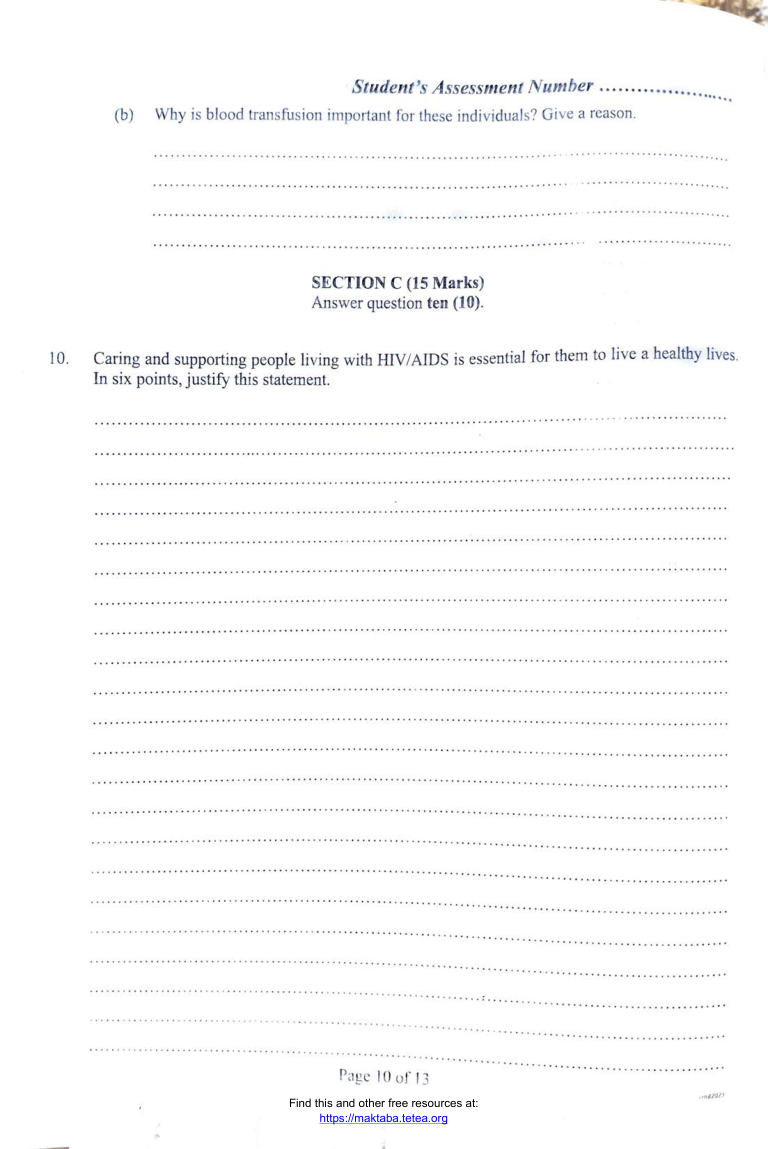 Student's Assessment Number ........................
(b) Why is blood transfusion important for these individuals? Give a reason.
SECTION C (15 Marks)
Answer question ten (10).
10. Caring and supporting people living with HIV/AIDS is essential for them to live a healthy lives.
In six points, justify this statement.
Page 10 of 13
Find this and other free resources at:
https://maktaba.tetea.org